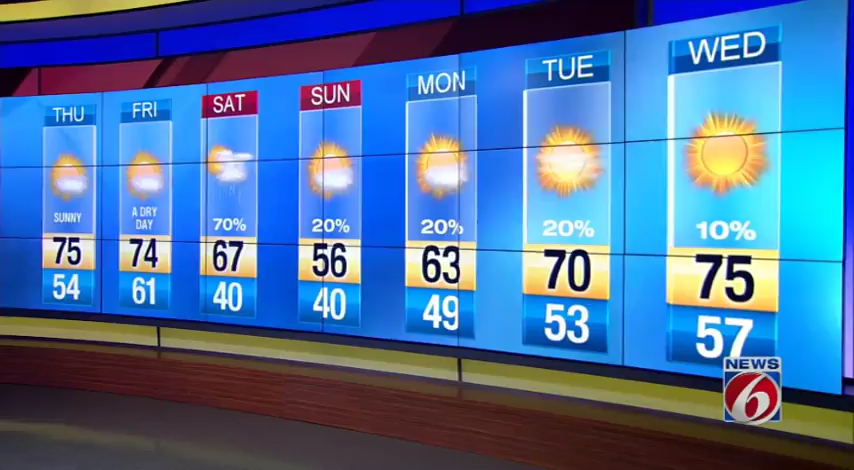 THU
SUNNY
75
54
FRI
A DRY
DAY
74
61
SAT
70%
67
40
SUN
20%
56
40
MON
20%
63
49
TUE
20%
70
53
WED
10%
75
57
NEWS
6